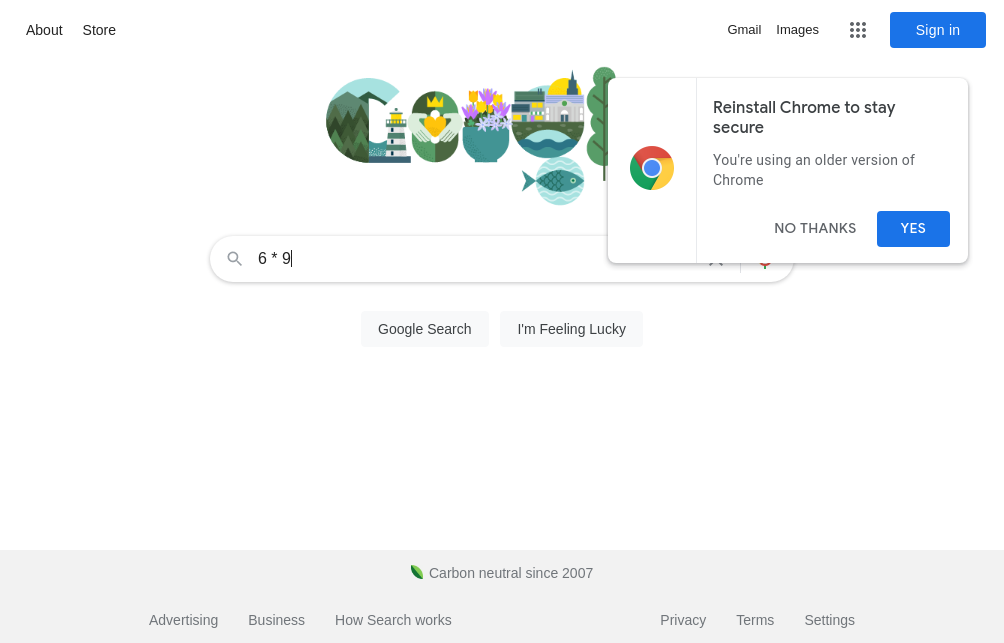 About Store
Gmail Images Sign in
Reinstall Chrome to stay
secure
You're using an older version of
Chrome
NO THANKS YES
6 * 9
Google Search I'm Feeling Lucky
Carbon neutral since 2007
Advertising Business How Search works Privacy Terms Settings